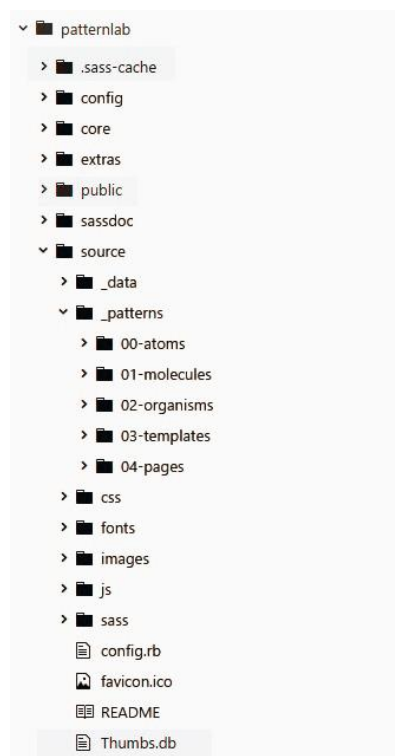 patternlab
.sass-cache
config
core
extras
public
sassdoc
source
_data
_patterns
00-atoms
01-molecules
02-organisms
03-templates
04-pages
css
fonts
images
js
sass
config.rb
favicon.ico
README
Thumbs.db